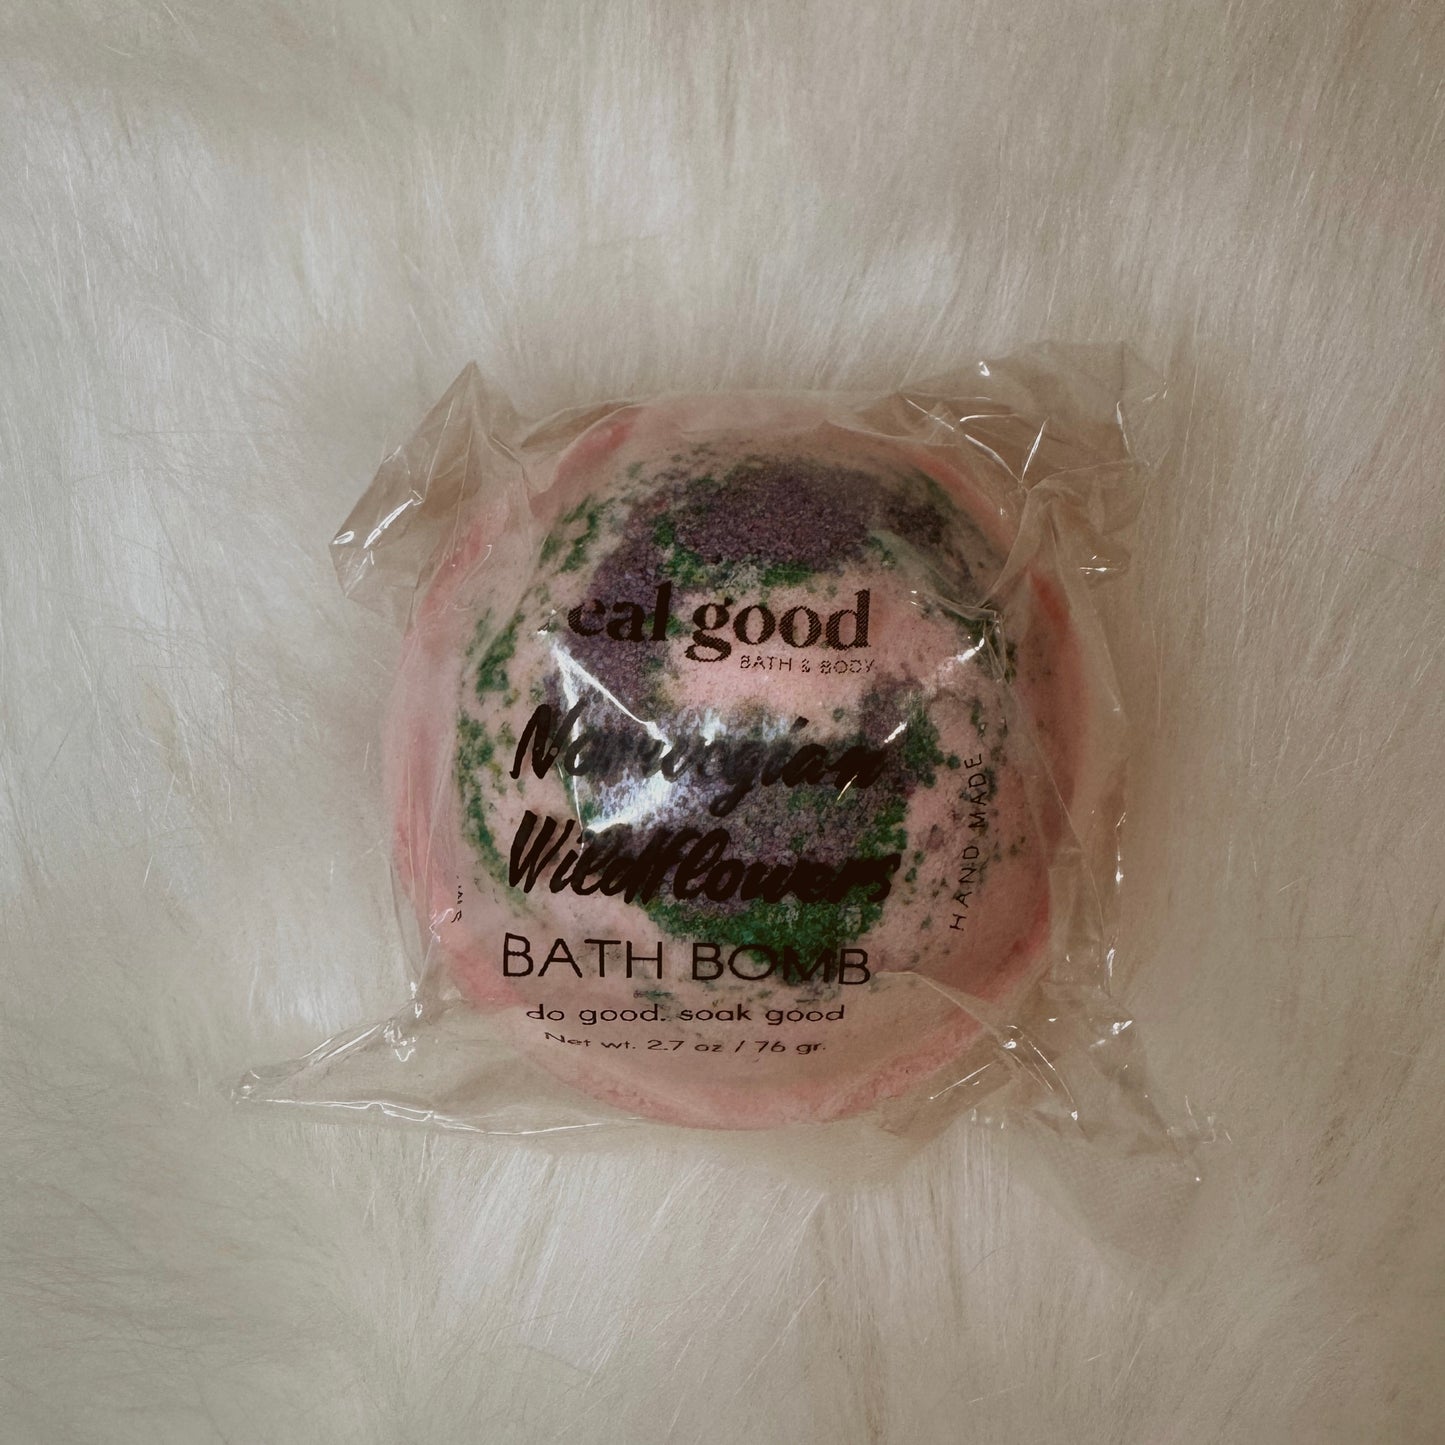 eal good
BATH & BODY
Norwegian
Wildflowers
BATH BOMB
do good. soak good
Net wt. 2.7 oz / 76 gr.
HAND MADE